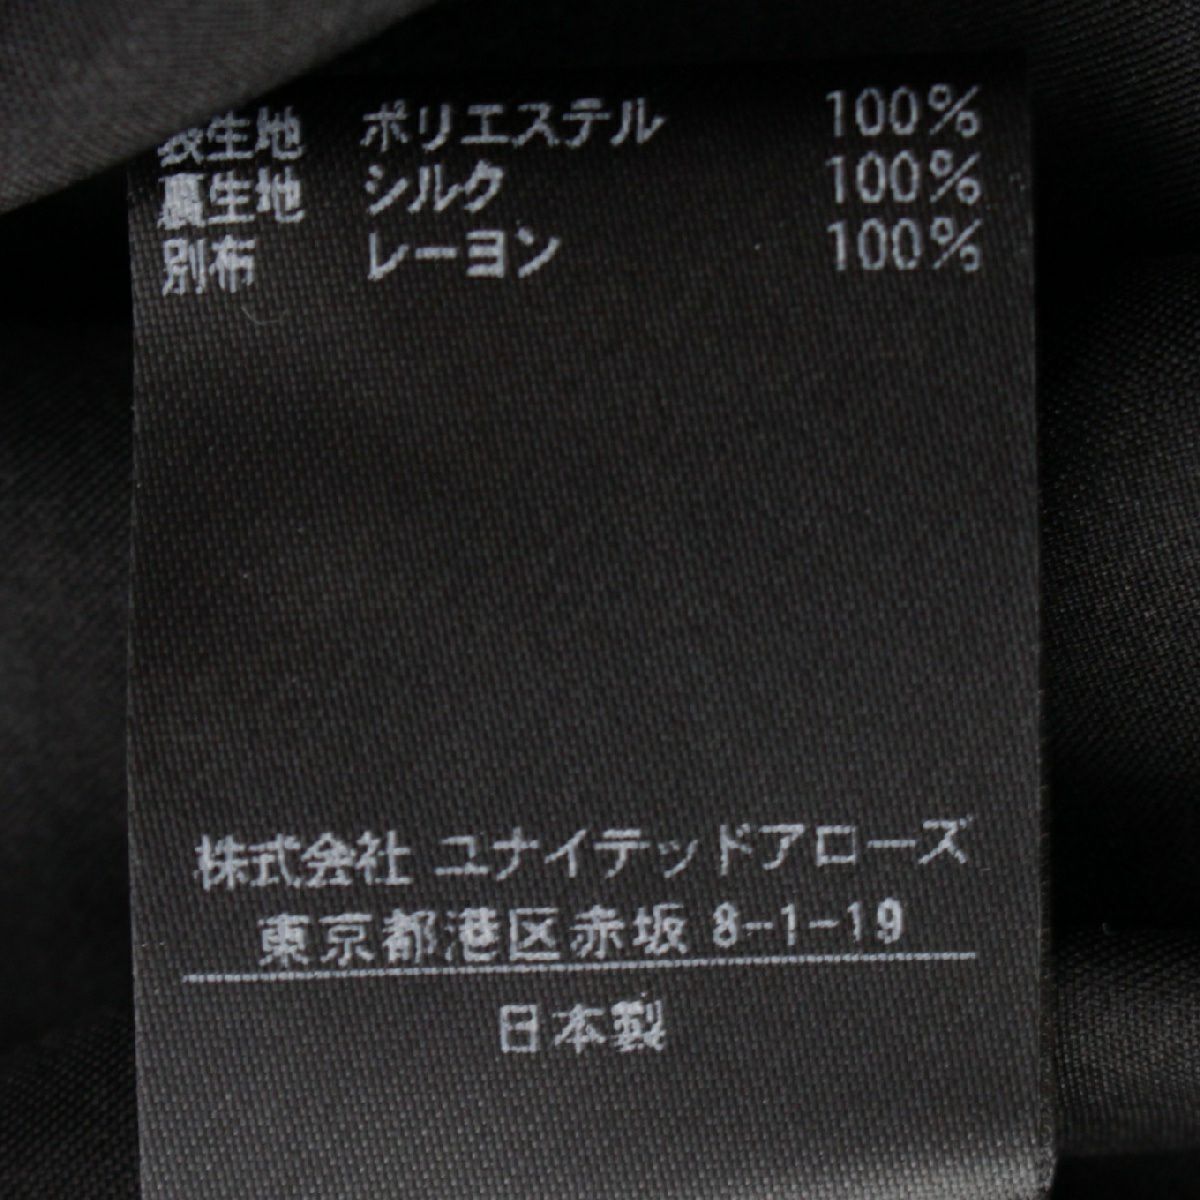 表生地 ポリエステル 100%
裏生地 シルク 100%
別布 レーヨン 100%
株式会社 ユナイテッドアローズ
東京都港区赤坂 8-1-19
日本製